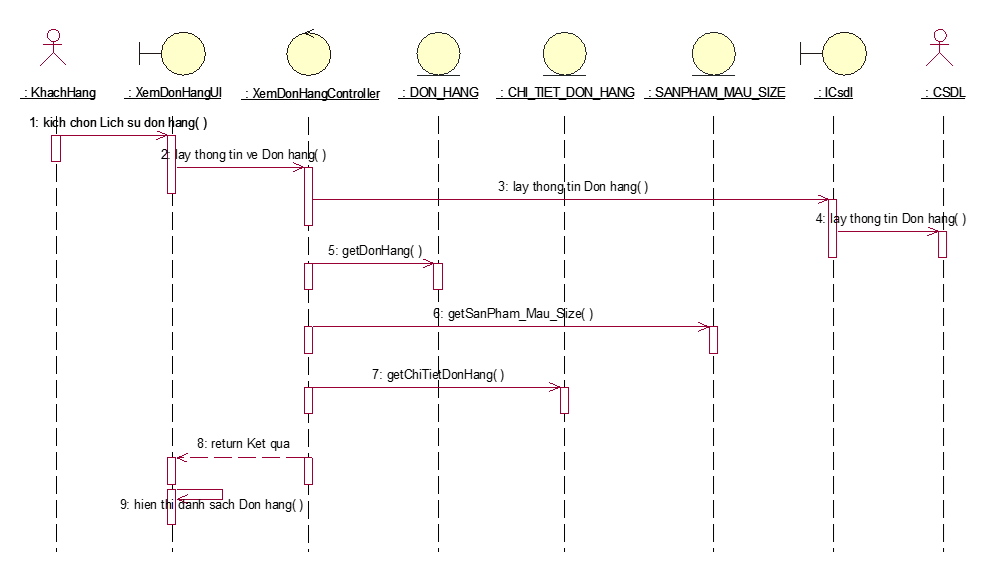 : KhachHang
: XemDonHangUI
: XemDonHangController
: DON_HANG
: CHI_TIET_DON_HANG
: SANPHAM_MAU_SIZE
: ICsdl
: CSDL
1: kich chon Lich su don hang( )
2: lay thong tin ve Don hang( )
3: lay thong tin Don hang( )
4: lay thong tin Don hang( )
5: getDonHang( )
6: getSanPham_Mau_Size( )
7: getChiTietDonHang( )
8: return Ket qua
9: hien thi danh sach Don hang( )